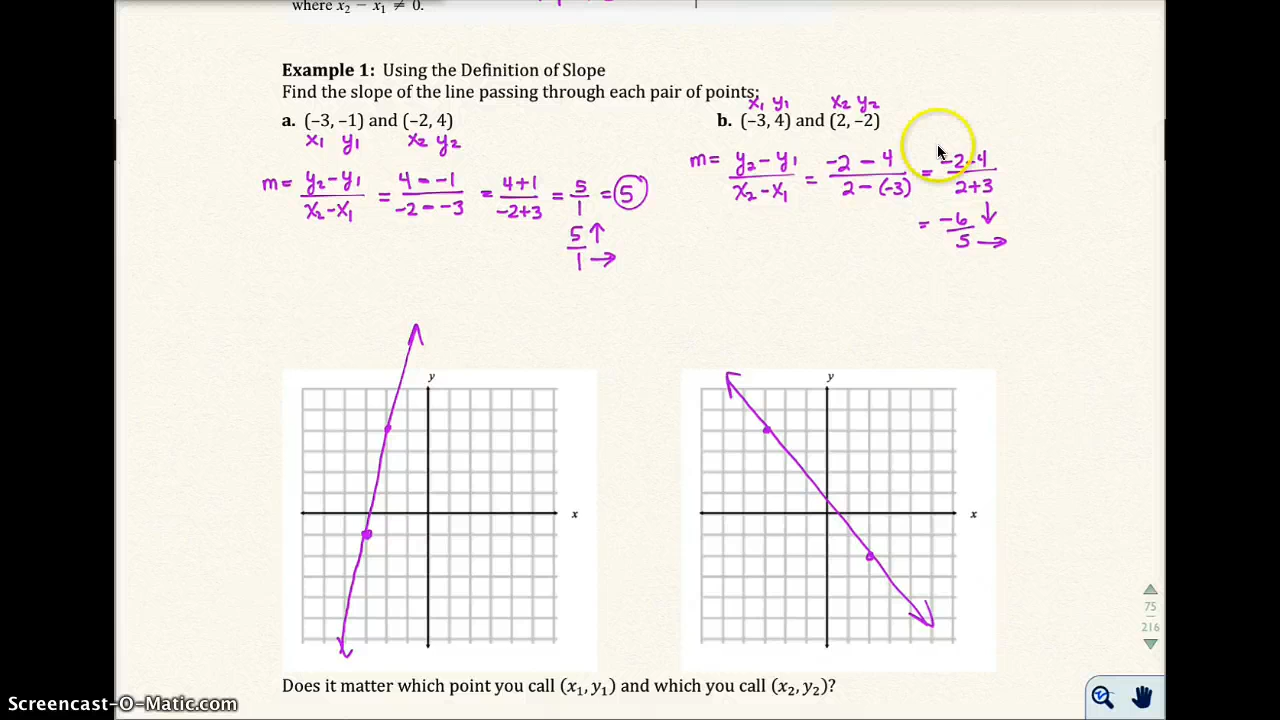 where x₂ − x₁ ≠ 0.
Example 1: Using the Definition of Slope
Find the slope of the line passing through each pair of points:
a. (−3, −1) and (−2, 4)
x₁ y₁ x₂ y₂
m = y₂ − y₁ / x₂ − x₁ = 4 − −1 / −2 − −3 = 4+1 / −2+3 = 5/1 = 5
5 ↑
1 →
x₁ y₁ x₂ y₂
b. (−3, 4) and (2, −2)
m = y₂ − y₁ / x₂ − x₁ = −2 − 4 / 2 − (−3) = −2−4 / 2+3
= −6 ↓ / 5 →
y
x
y
x
Does it matter which point you call (x₁, y₁) and which you call (x₂, y₂)?
75
216
Screencast-O-Matic.com